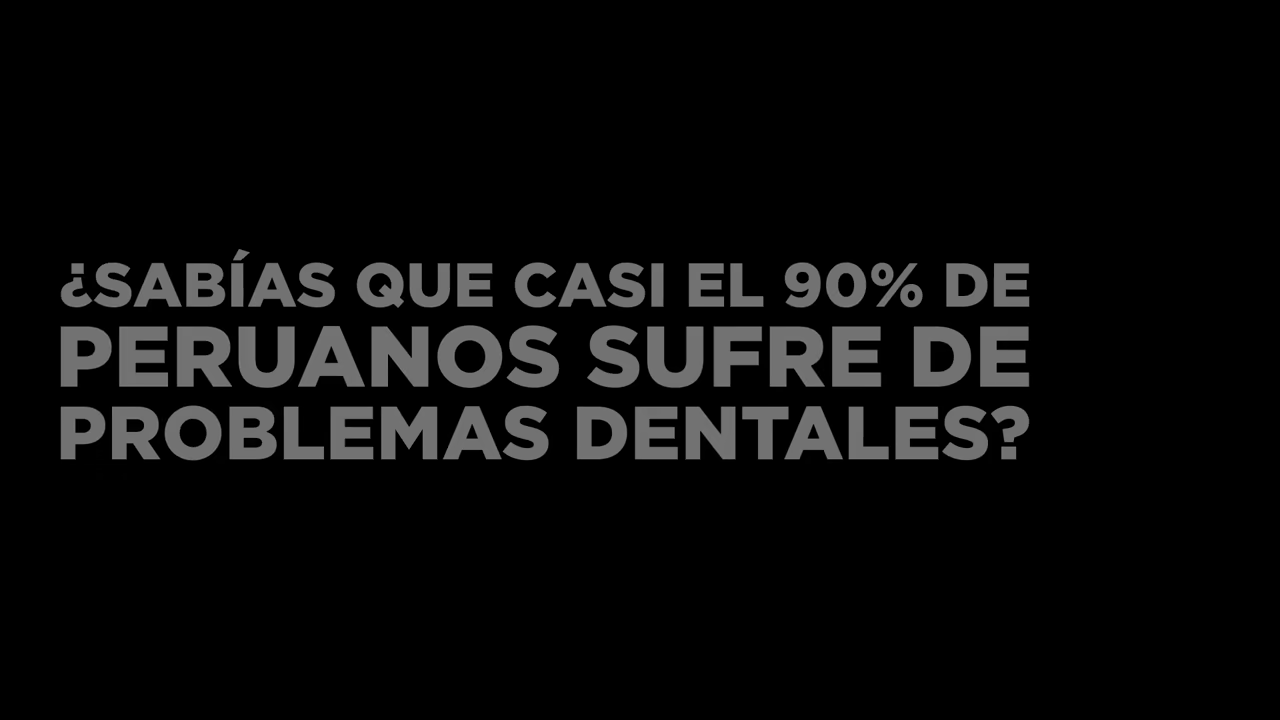 ¿SABÍAS QUE CASI EL 90% DE
PERUANOS SUFRE DE
PROBLEMAS DENTALES?